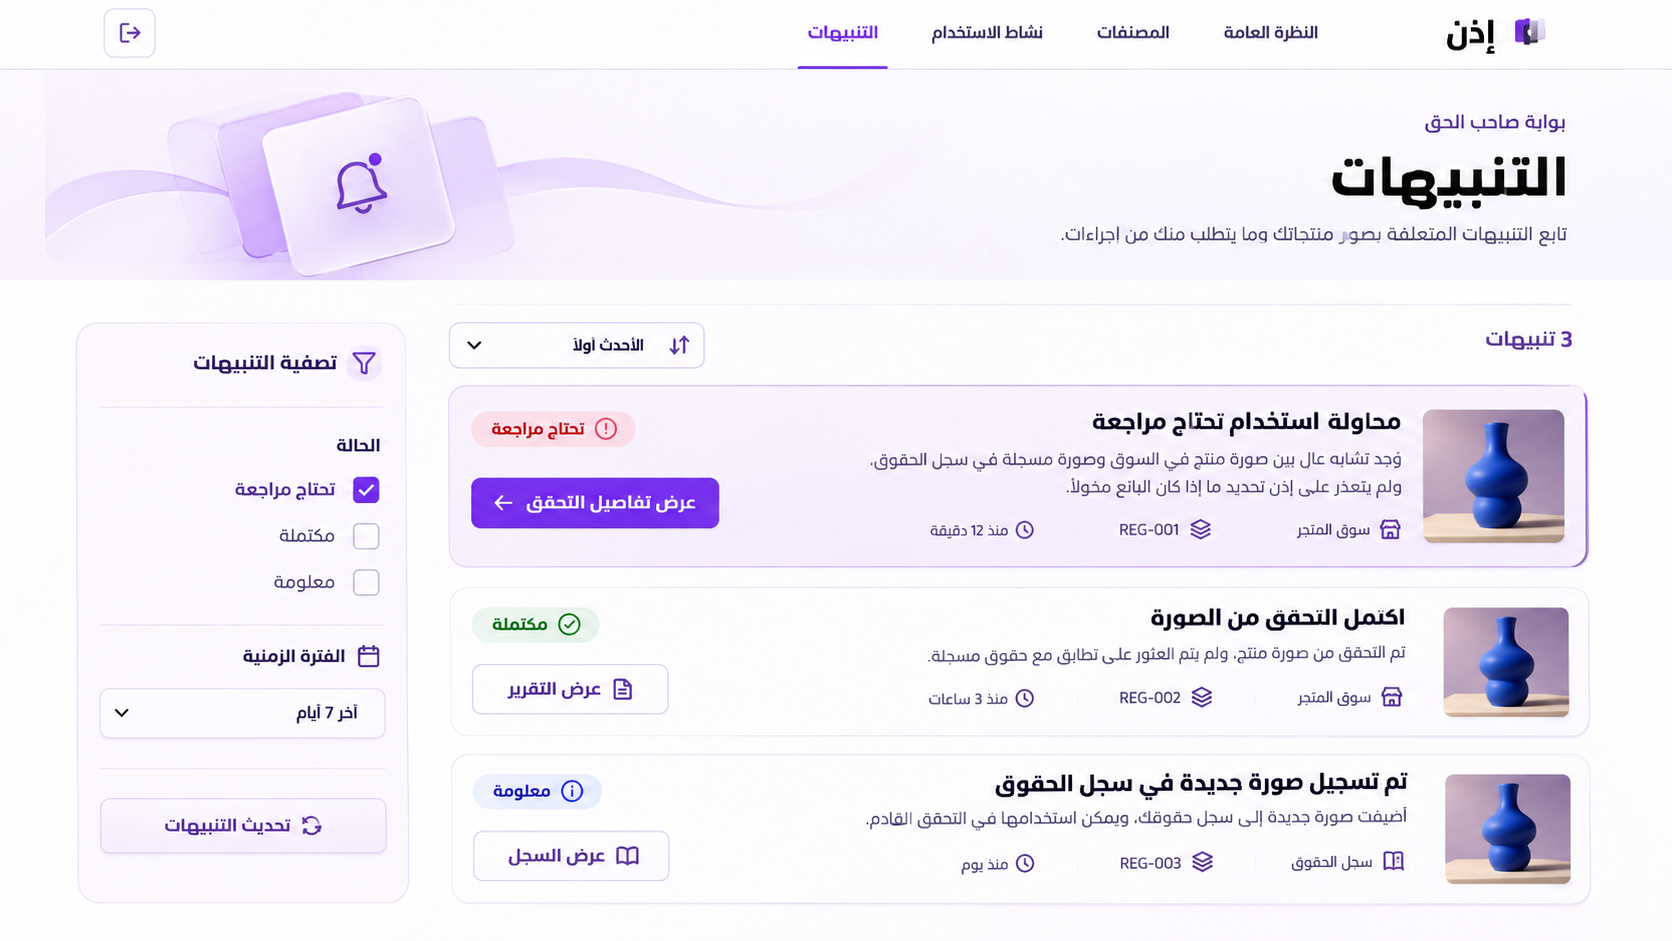 إذن
النظرة العامة
المصنفات
نشاط الاستخدام
التنبيهات
بوابة صاحب الحق
التنبيهات
تابع التنبيهات المتعلقة بصور منتجاتك وما يتطلب منك من إجراءات.
3 تنبيهات
الأحدث أولاً
محاولة استخدام تحتاج مراجعة
وُجد تشابه عالٍ بين صورة منتج في السوق وصورة مسجلة في سجل الحقوق،
ولم يتعذر على إذن تحديد ما إذا كان البائع مخولاً.
سوق المتجر
REG-001
منذ 12 دقيقة
تحتاج مراجعة
عرض تفاصيل التحقق
اكتمل التحقق من الصورة
تم التحقق من صورة منتج، ولم يتم العثور على تطابق مع حقوق مسجلة.
سوق المتجر
REG-002
منذ 3 ساعات
مكتملة
عرض التقرير
تم تسجيل صورة جديدة في سجل الحقوق
أضيفت صورة جديدة إلى سجل حقوقك، ويمكن استخدامها في التحقق القادم.
سجل الحقوق
REG-003
منذ يوم
معلومة
عرض السجل
تصفية التنبيهات
الحالة
تحتاج مراجعة
مكتملة
معلومة
الفترة الزمنية
آخر 7 أيام
تحديث التنبيهات